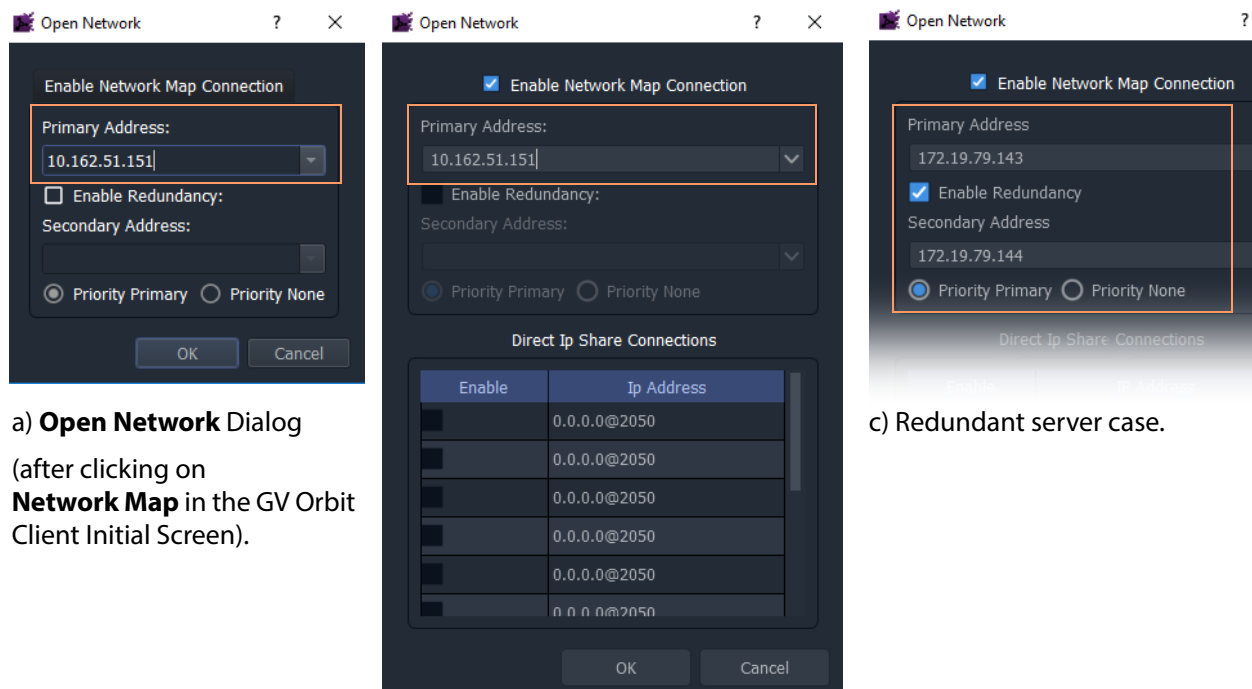 Open Network
?
Enable Network Map Connection
Primary Address:
10.162.51.151
Enable Redundancy:
Secondary Address:
Priority Primary
Priority None
OK
Cancel
a) Open Network Dialog
(after clicking on
Network Map in the GV Orbit
Client Initial Screen).
Open Network
?
Enable Network Map Connection
Primary Address:
10.162.51.151
Enable Redundancy:
Secondary Address:
Priority Primary
Priority None
Direct Ip Share Connections
Enable
Ip Address
0.0.0.0@2050
0.0.0.0@2050
0.0.0.0@2050
0.0.0.0@2050
0.0.0.0@2050
0.0.0.0@2050
OK
Cancel
Open Network
?
Enable Network Map Connection
Primary Address
172.19.79.143
Enable Redundancy
Secondary Address
172.19.79.144
Priority Primary
Priority None
Direct Ip Share Connections
c) Redundant server case.